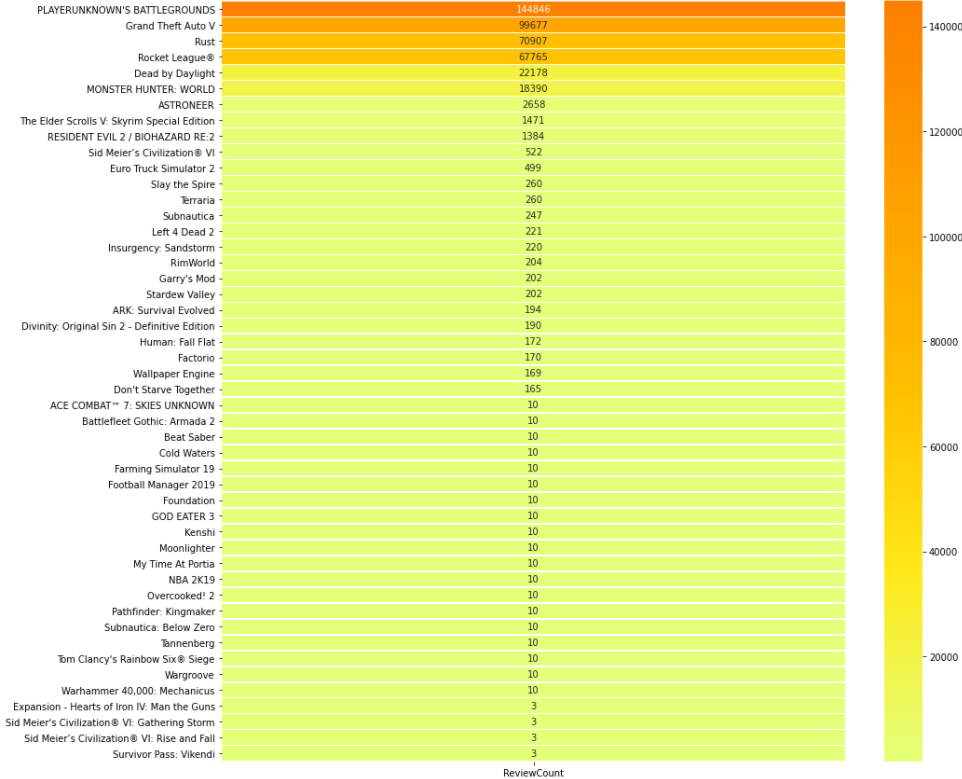 PLAYERUNKNOWN'S BATTLEGROUNDS 144846
Grand Theft Auto V 99677
Rust 70907
Rocket League® 67765
Dead by Daylight 22178
MONSTER HUNTER: WORLD 18390
ASTRONEER 2658
The Elder Scrolls V: Skyrim Special Edition 1471
RESIDENT EVIL 2 / BIOHAZARD RE:2 1384
Sid Meier’s Civilization® VI 522
Euro Truck Simulator 2 499
Slay the Spire 260
Terraria 260
Subnautica 247
Left 4 Dead 2 221
Insurgency: Sandstorm 220
RimWorld 204
Garry's Mod 202
Stardew Valley 202
ARK: Survival Evolved 194
Divinity: Original Sin 2 - Definitive Edition 190
Human: Fall Flat 172
Factorio 170
Wallpaper Engine 169
Don't Starve Together 165
ACE COMBAT™ 7: SKIES UNKNOWN 10
Battlefleet Gothic: Armada 2 10
Beat Saber 10
Cold Waters 10
Farming Simulator 19 10
Football Manager 2019 10
Foundation 10
GOD EATER 3 10
Kenshi 10
Moonlighter 10
My Time At Portia 10
NBA 2K19 10
Overcooked! 2 10
Pathfinder: Kingmaker 10
Subnautica: Below Zero 10
Tannenberg 10
Tom Clancy's Rainbow Six® Siege 10
Wargroove 10
Warhammer 40,000: Mechanicus 10
Expansion - Hearts of Iron IV: Man the Guns 3
Sid Meier's Civilization® VI: Gathering Storm 3
Sid Meier’s Civilization® VI: Rise and Fall 3
Survivor Pass: Vikendi 3
ReviewCount
140000
120000
100000
80000
60000
40000
20000